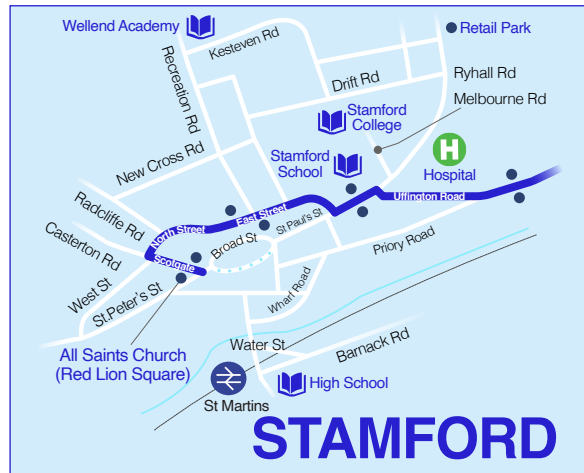 Wellend Academy
Kesteven Rd
Retail Park
Recreation Rd
Drift Rd
Ryhall Rd
Melbourne Rd
Stamford
College
New Cross Rd
Stamford
School
H
Hospital
Radcliffe Rd
Uffington Road
North Street
East Street
St.Paul's St
Casterton Rd
Broad St
Scotgate
Priory Road
West St
St.Peter's St
Wharf Road
Water St
Barnack Rd
All Saints Church
(Red Lion Square)
High School
St Martins
STAMFORD